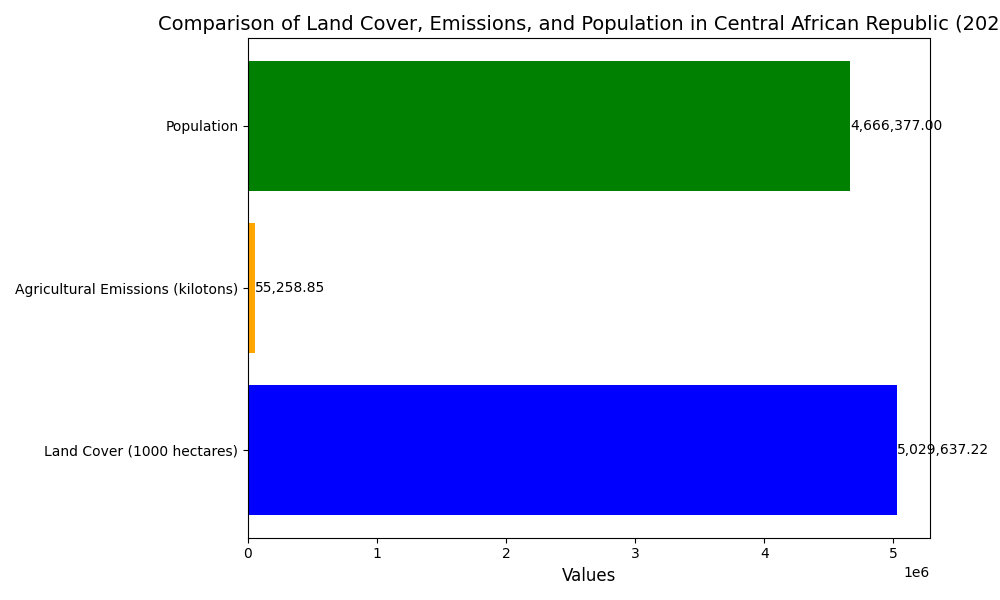 Comparison of Land Cover, Emissions, and Population in Central African Republic (202
Population
4,666,377.00
Agricultural Emissions (kilotons)
55,258.85
Land Cover (1000 hectares)
5,029,637.22
0 1 2 3 4 5
1e6
Values